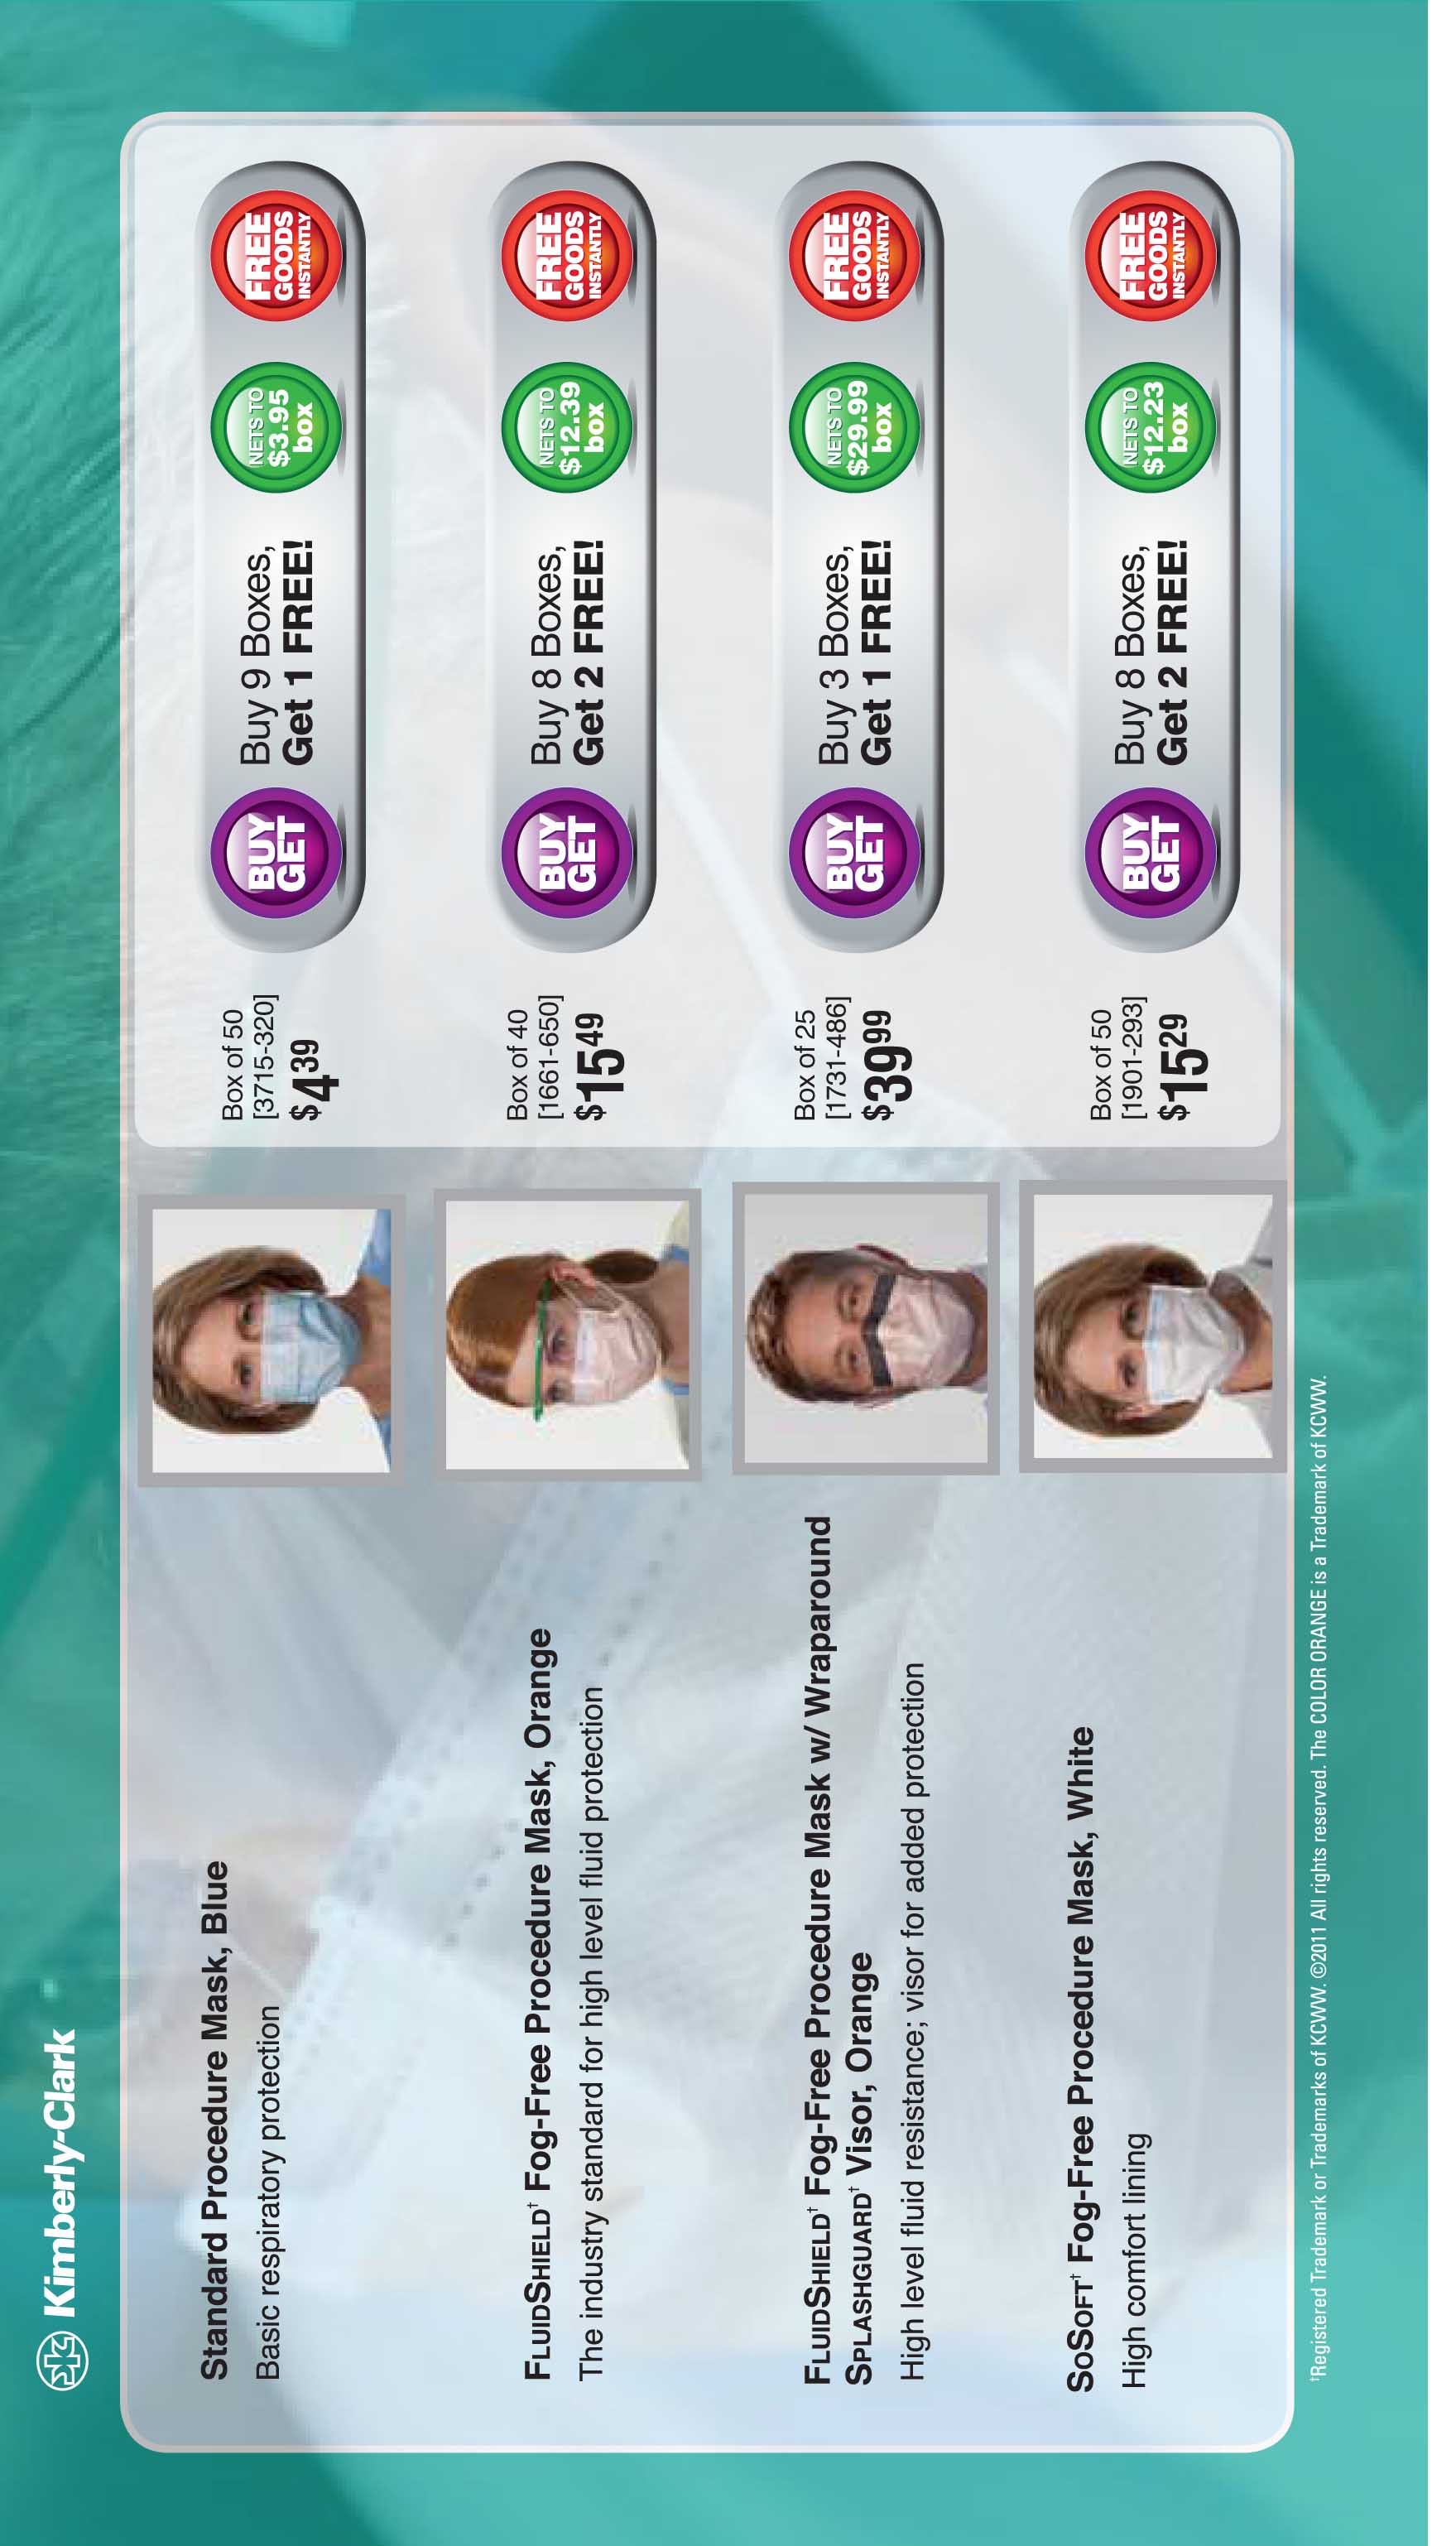 Kimberly-Clark
Standard Procedure Mask, Blue
Basic respiratory protection
Box of 50
[3715-320]
$4 39
BUY
GET
Buy 9 Boxes,
Get 1 FREE!
NETS TO
$3.95
box
FREE
GOODS
INSTANTLY
FLUIDSHIELD† Fog-Free Procedure Mask, Orange
The industry standard for high level fluid protection
Box of 40
[1661-650]
$15 49
BUY
GET
Buy 8 Boxes,
Get 2 FREE!
NETS TO
$12.39
box
FREE
GOODS
INSTANTLY
FLUIDSHIELD† Fog-Free Procedure Mask w/ Wraparound
SPLASHGUARD† Visor, Orange
High level fluid resistance; visor for added protection
Box of 25
[1731-486]
$39 99
BUY
GET
Buy 3 Boxes,
Get 1 FREE!
NETS TO
$29.99
box
FREE
GOODS
INSTANTLY
SOSOFT† Fog-Free Procedure Mask, White
High comfort lining
Box of 50
[1901-293]
$15 29
BUY
GET
Buy 8 Boxes,
Get 2 FREE!
NETS TO
$12.23
box
FREE
GOODS
INSTANTLY
†Registered Trademark or Trademarks of KCWW. ©2011 All rights reserved. The COLOR ORANGE is a Trademark of KCWW.